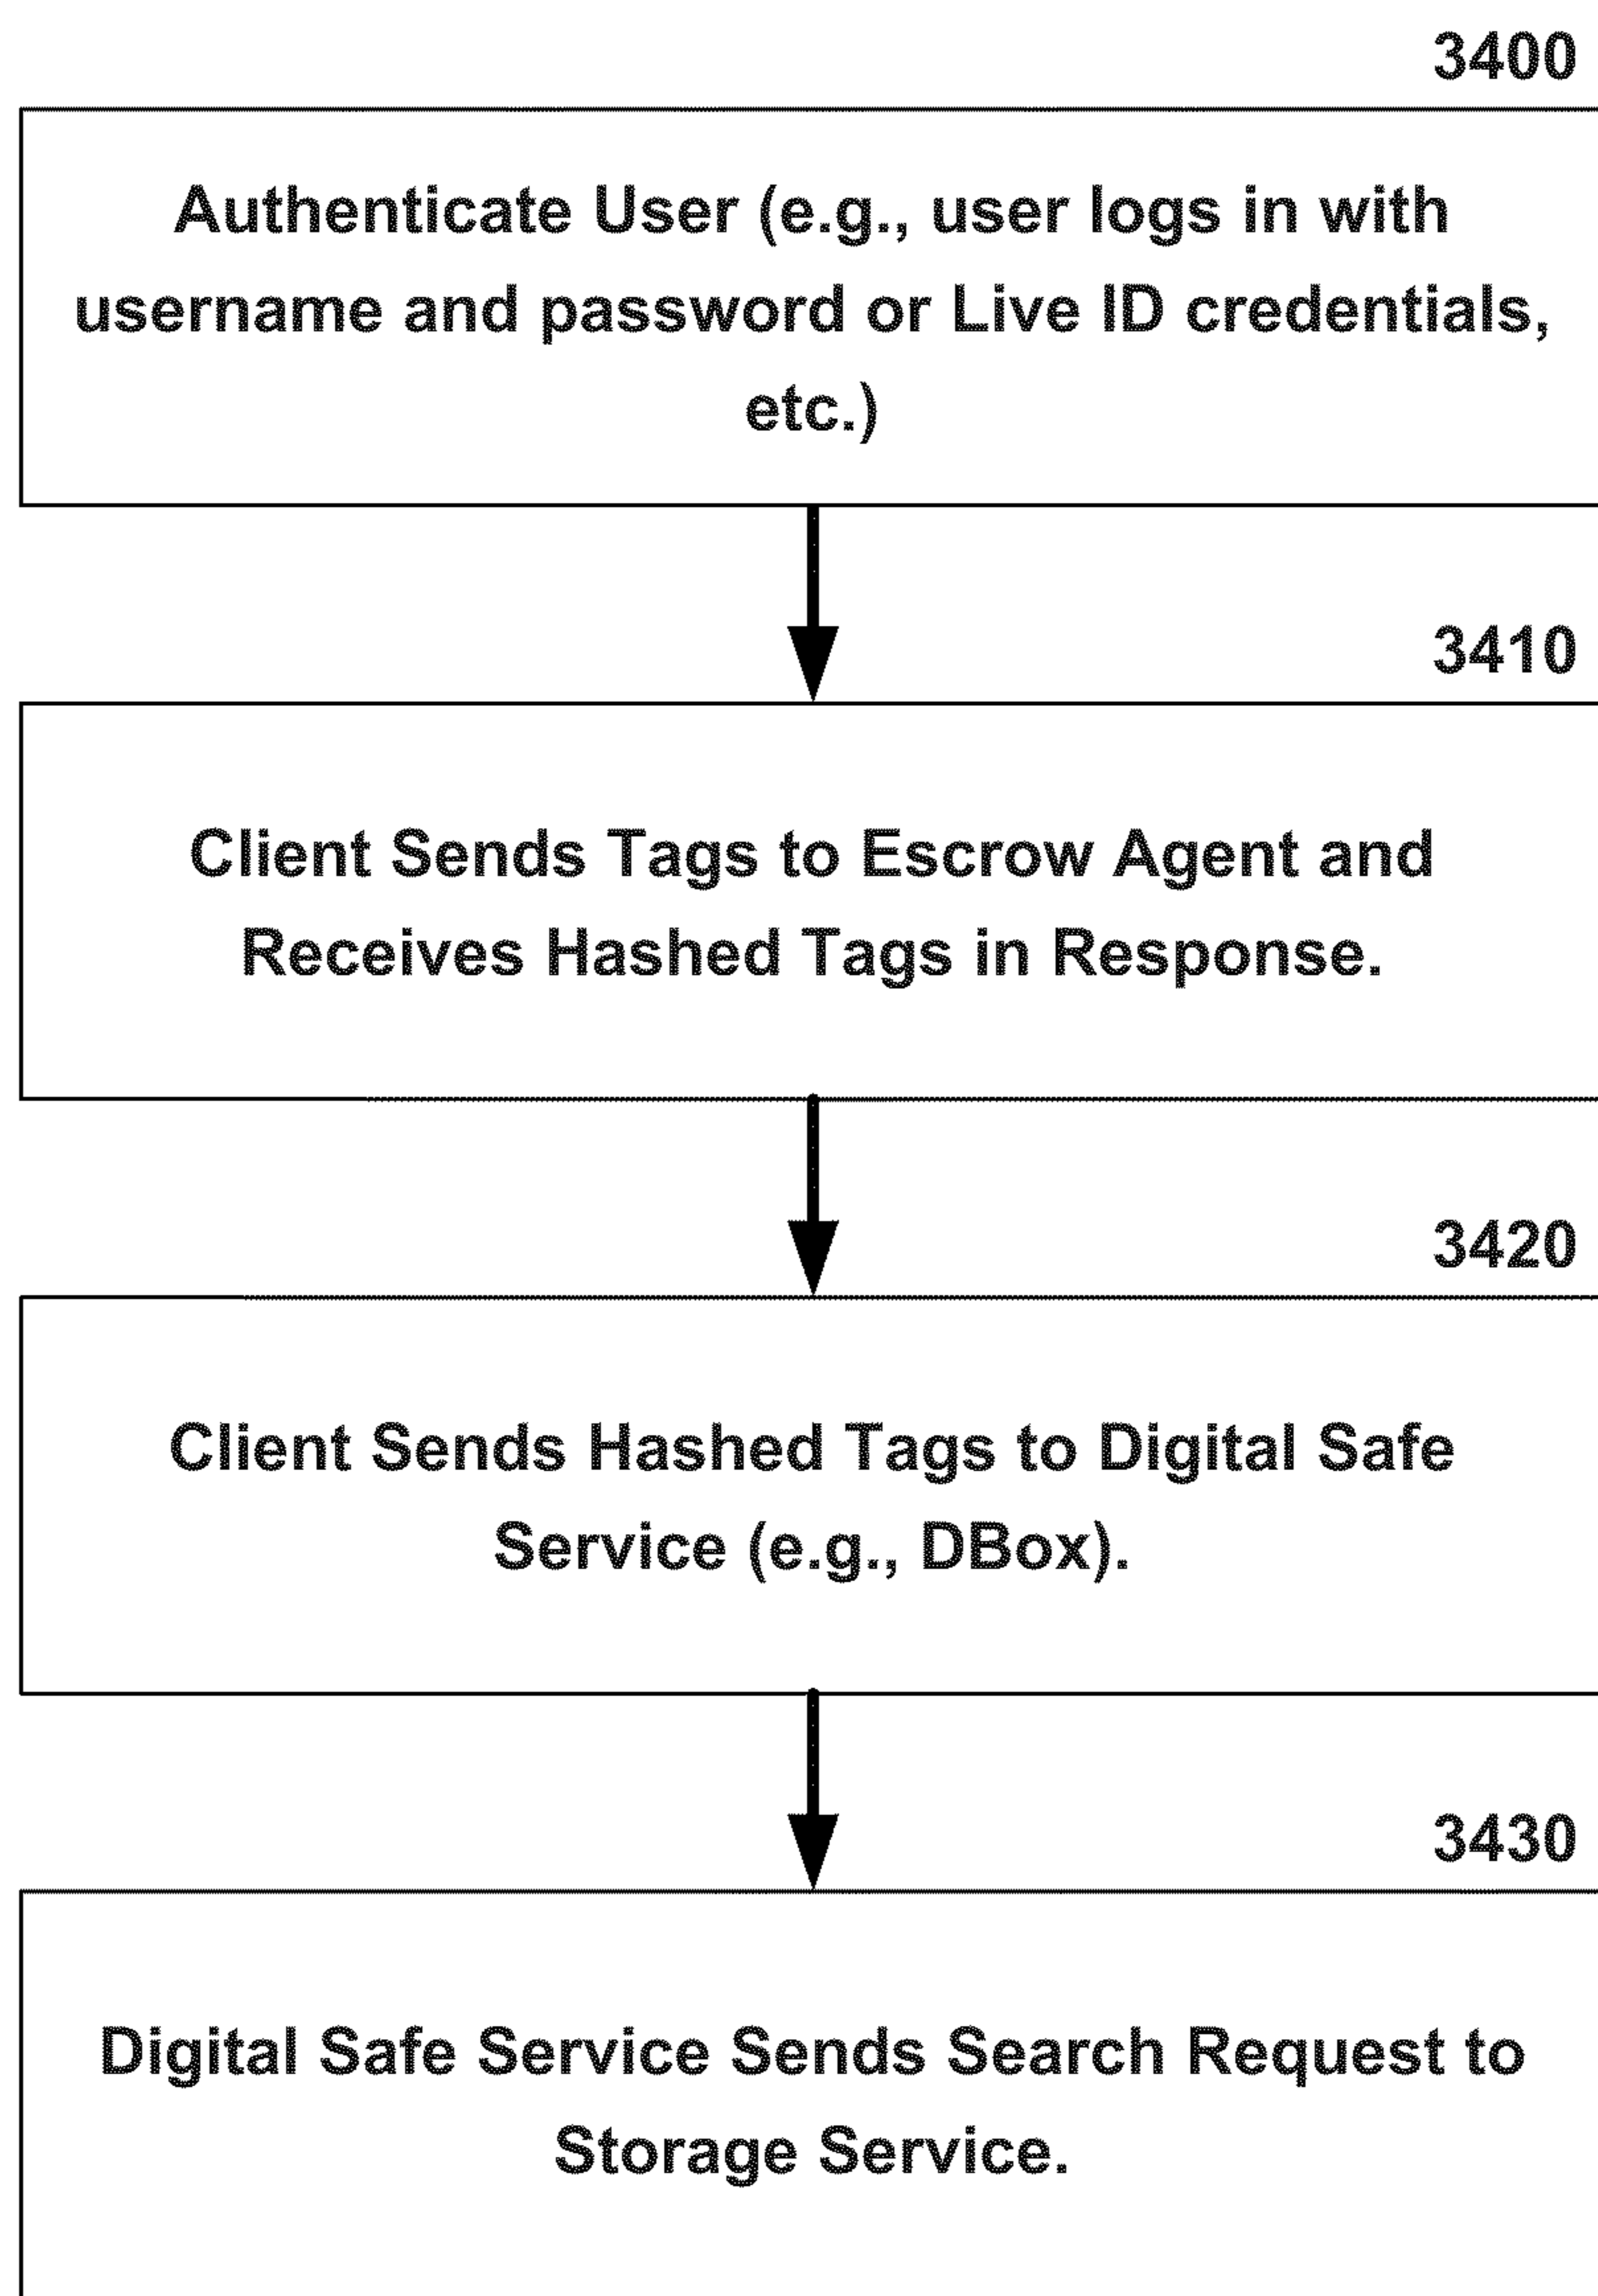 3400
Authenticate User (e.g., user logs in with
username and password or Live ID credentials,
etc.)
3410
Client Sends Tags to Escrow Agent and
Receives Hashed Tags in Response.
3420
Client Sends Hashed Tags to Digital Safe
Service (e.g., DBox).
3430
Digital Safe Service Sends Search Request to
Storage Service.